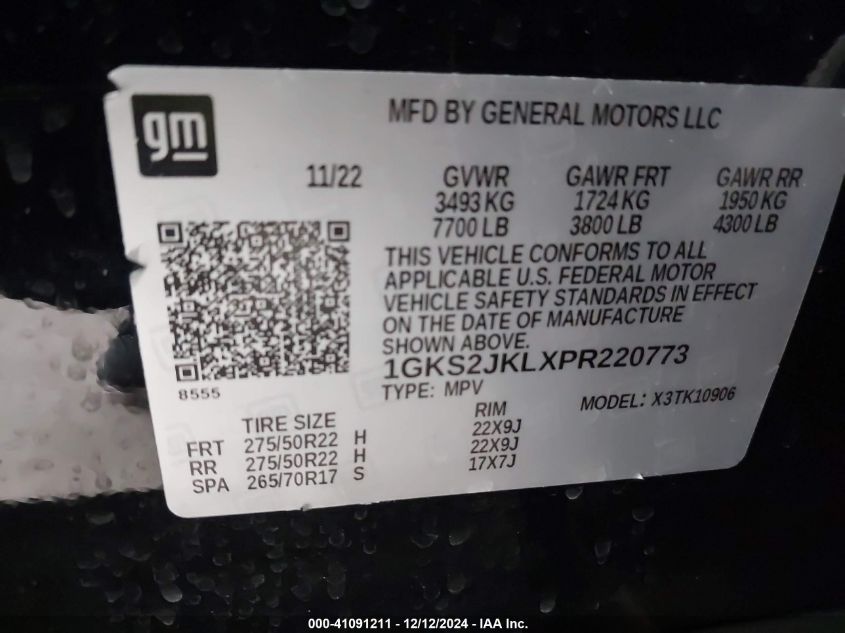 gm
MFD BY GENERAL MOTORS LLC
11/22 GVWR GAWR FRT GAWR RR
3493 KG 1724 KG 1950 KG
7700 LB 3800 LB 4300 LB
THIS VEHICLE CONFORMS TO ALL
APPLICABLE U.S. FEDERAL MOTOR
VEHICLE SAFETY STANDARDS IN EFFECT
ON THE DATE OF MANUFACTURE
SHOWN ABOVE.
1GKS2JKLXPR220773
8555
TYPE: MPV MODEL: X3TK10906
TIRE SIZE RIM
FRT 275/50R22 H 22X9J
RR 275/50R22 H 22X9J
SPA 265/70R17 S 17X7J
000-41091211 - 12/12/2024 - IAA Inc.